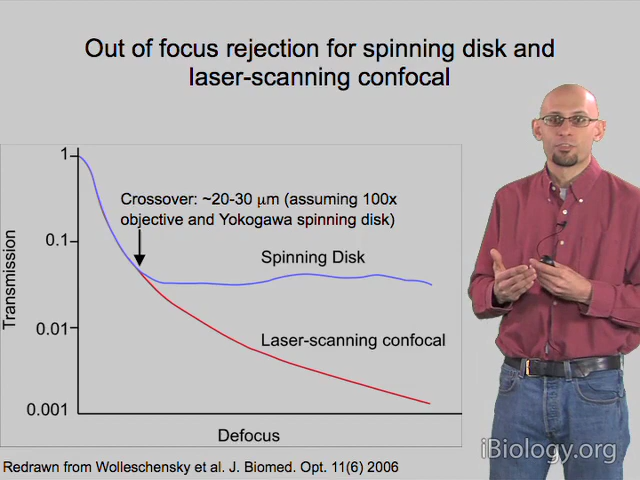 Out of focus rejection for spinning disk and
laser-scanning confocal
1
Crossover: ~20-30 μm (assuming 100x
objective and Yokogawa spinning disk)
0.1
Spinning Disk
Transmission
0.01
Laser-scanning confocal
0.001
Defocus
iBiology.org
Redrawn from Wolleschensky et al. J. Biomed. Opt. 11(6) 2006